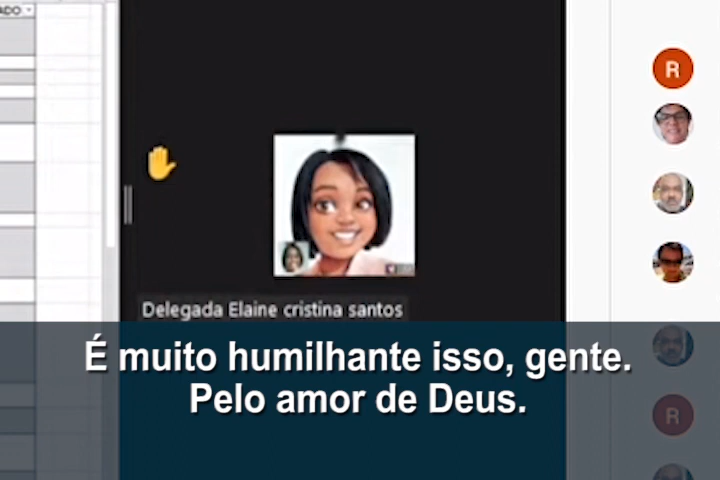 ADO
R
Delegada Elaine cristina santos
É muito humilhante isso, gente.
Pelo amor de Deus.
R